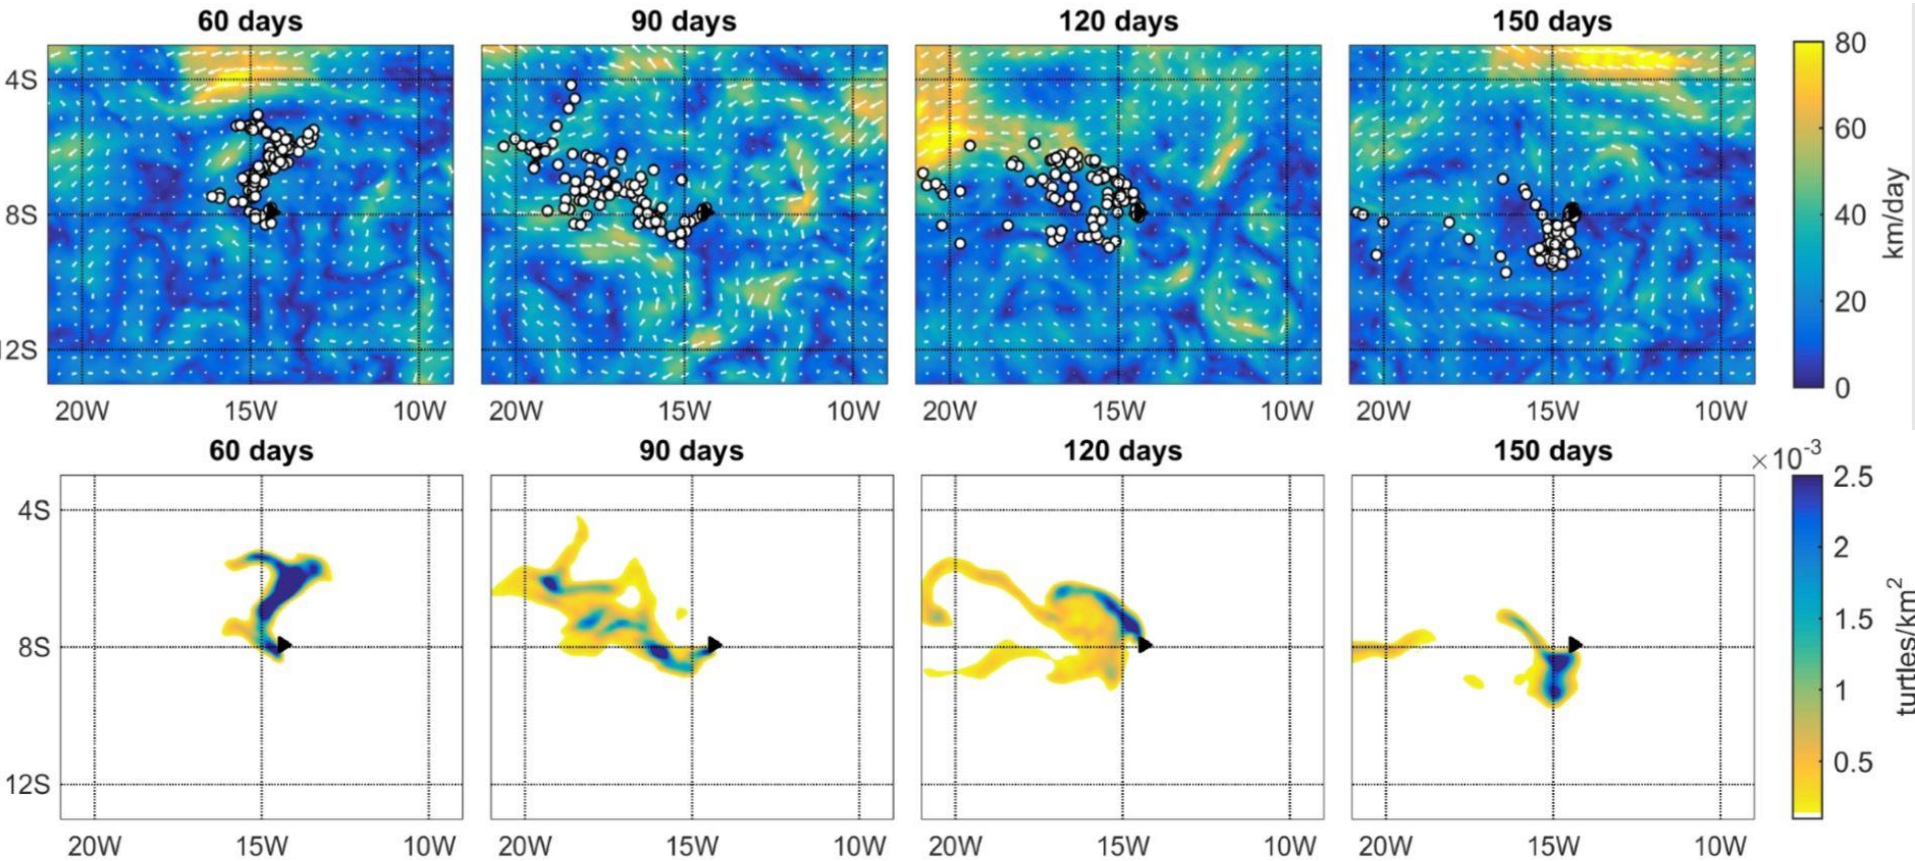 60 days 90 days 120 days 150 days
80
4S
60
km/day
8S 40
20
12S
0
20W 15W 10W 20W 15W 10W 20W 15W 10W 20W 15W 10W
60 days 90 days 120 days 150 days ×10⁻³
2.5
4S
2
turtles/km²
8S 1.5
1
12S 0.5
20W 15W 10W 20W 15W 10W 20W 15W 10W 20W 15W 10W